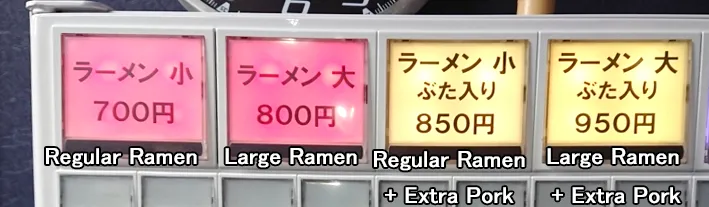 ラーメン 小
700円
ラーメン 大
800円
ラーメン 小
ぶた入り
850円
ラーメン 大
ぶた入り
950円
Regular Ramen
Large Ramen
Regular Ramen
+ Extra Pork
Large Ramen
+ Extra Pork